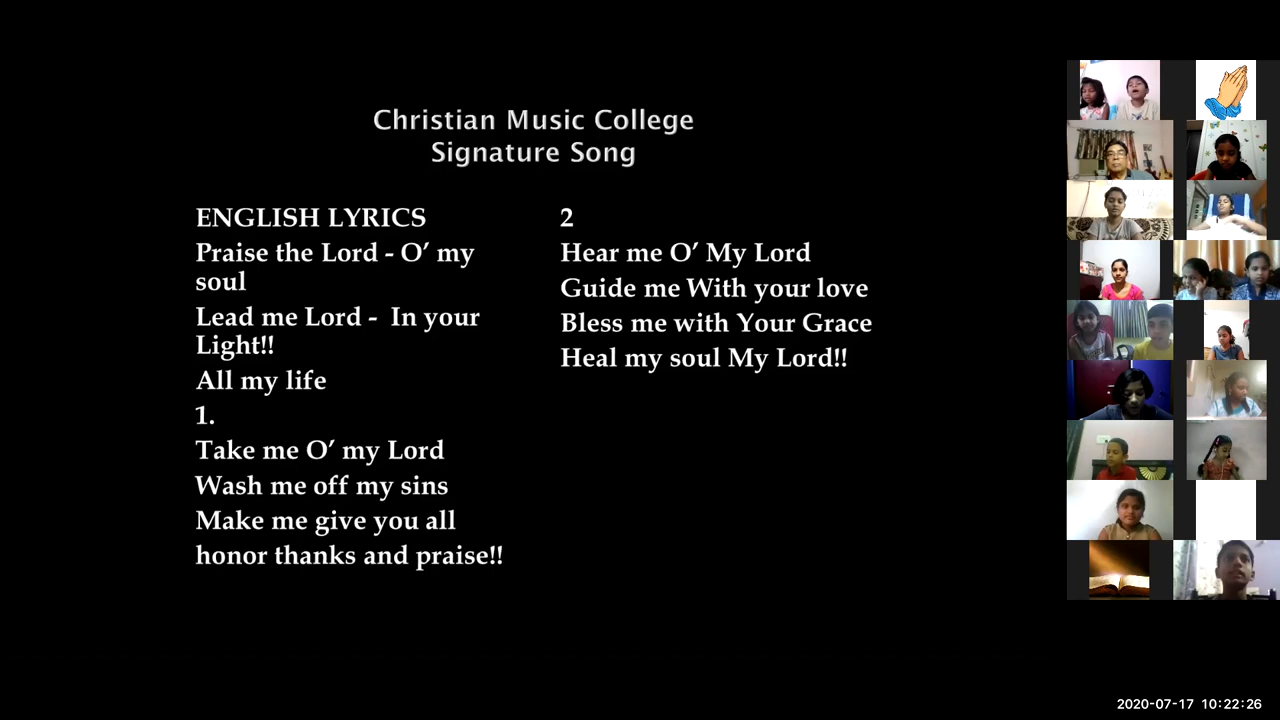 Christian Music College
Signature Song
ENGLISH LYRICS
Praise the Lord - O’ my
soul
Lead me Lord -  In your
Light!!
All my life
1.
Take me O’ my Lord
Wash me off my sins
Make me give you all
honor thanks and praise!!
2
Hear me O’ My Lord
Guide me With your love
Bless me with Your Grace
Heal my soul My Lord!!
2020-07-17 10:22:26